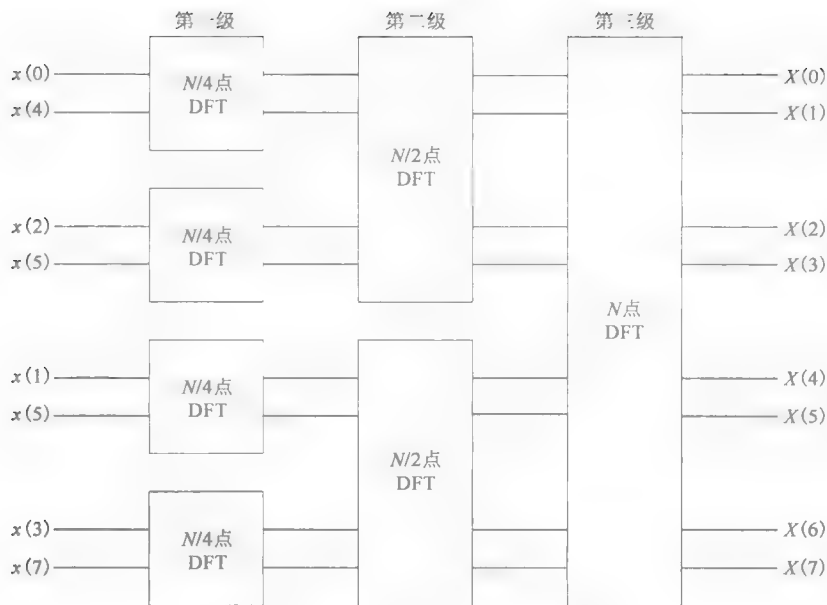 第一级 第二级 第三级
x(0) X(0)
N/4点
DFT
x(4) X(1)
N/2点
DFT
x(2) X(2)
N/4点
DFT
x(5) X(3)
N点
DFT
x(1) X(4)
N/4点
DFT
x(5) X(5)
N/2点
DFT
x(3) X(6)
N/4点
DFT
x(7) X(7)